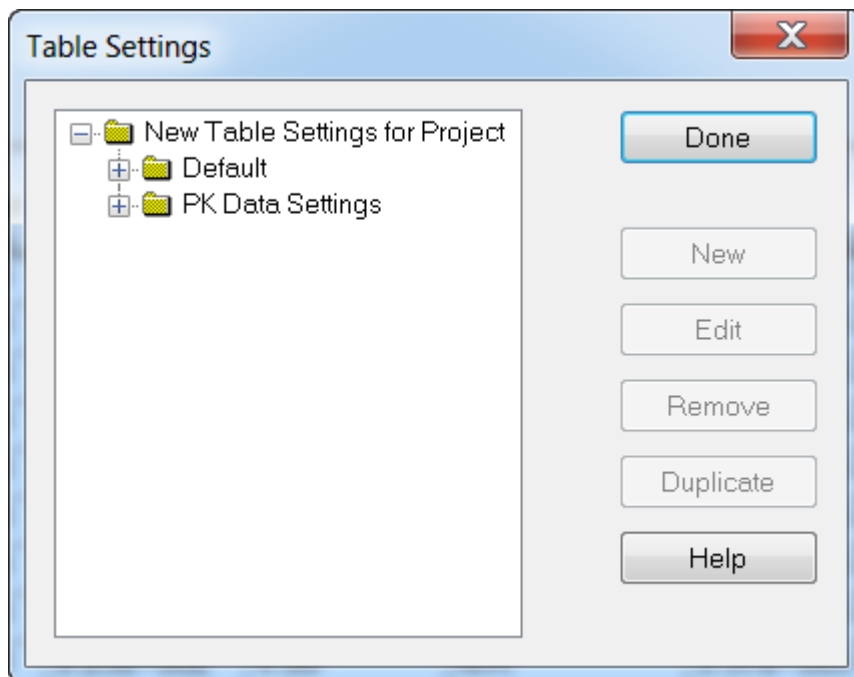 Table Settings
New Table Settings for Project
Default
PK Data Settings
Done
New
Edit
Remove
Duplicate
Help